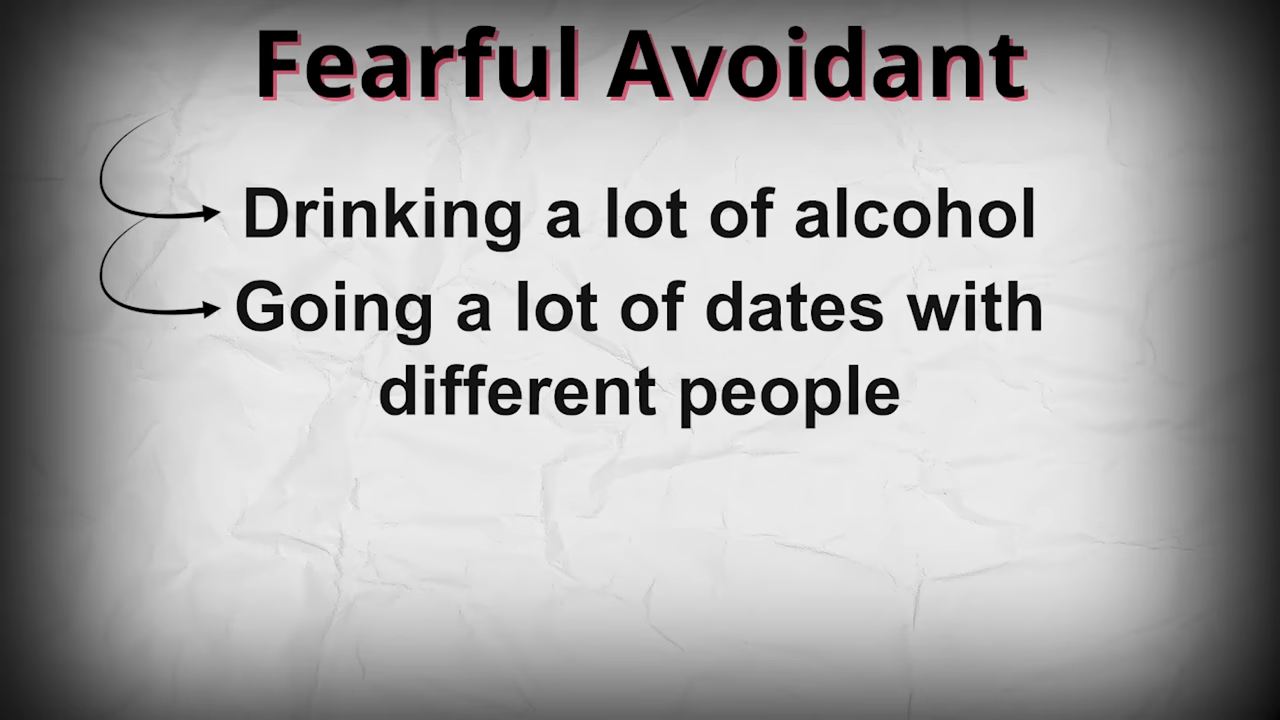 Fearful Avoidant
Drinking a lot of alcohol
Going a lot of dates with
different people